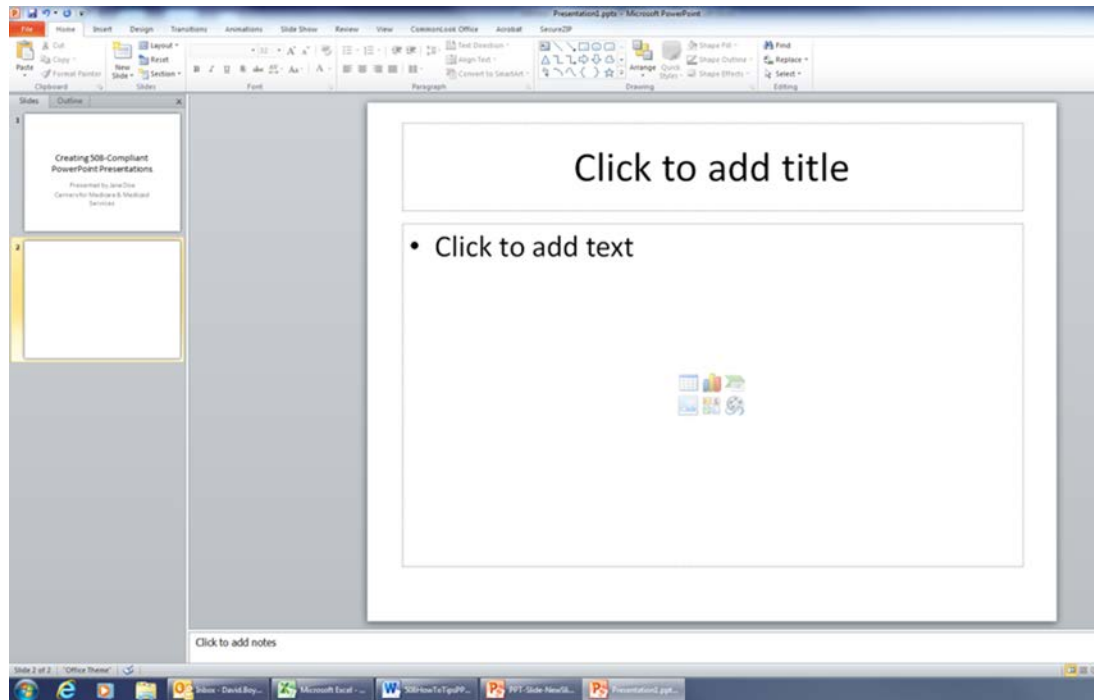 Presentation1.pptx - Microsoft PowerPoint
File Home Insert Design Transitions Animations Slide Show Review View CommonLook Office Acrobat SecureZIP
Paste
Cut
Copy
Format Painter
Clipboard
New Slide
Layout
Reset
Section
Slides
Font
Text Direction
Align Text
Convert to SmartArt
Paragraph
Arrange
Quick Styles
Shape Fill
Shape Outline
Shape Effects
Drawing
Find
Replace
Select
Editing
Slides Outline
1
Creating 508-Compliant
PowerPoint Presentations
Presented by Jane Doe
Centers for Medicare & Medicaid
Services
2
Click to add title
• Click to add text
Click to add notes
Slide 2 of 2 "Office Theme"
Inbox - David.Boy... Microsoft Excel - ... 508HowToTipsPP... PPT-Slide-NewSli... Presentation1.ppt...